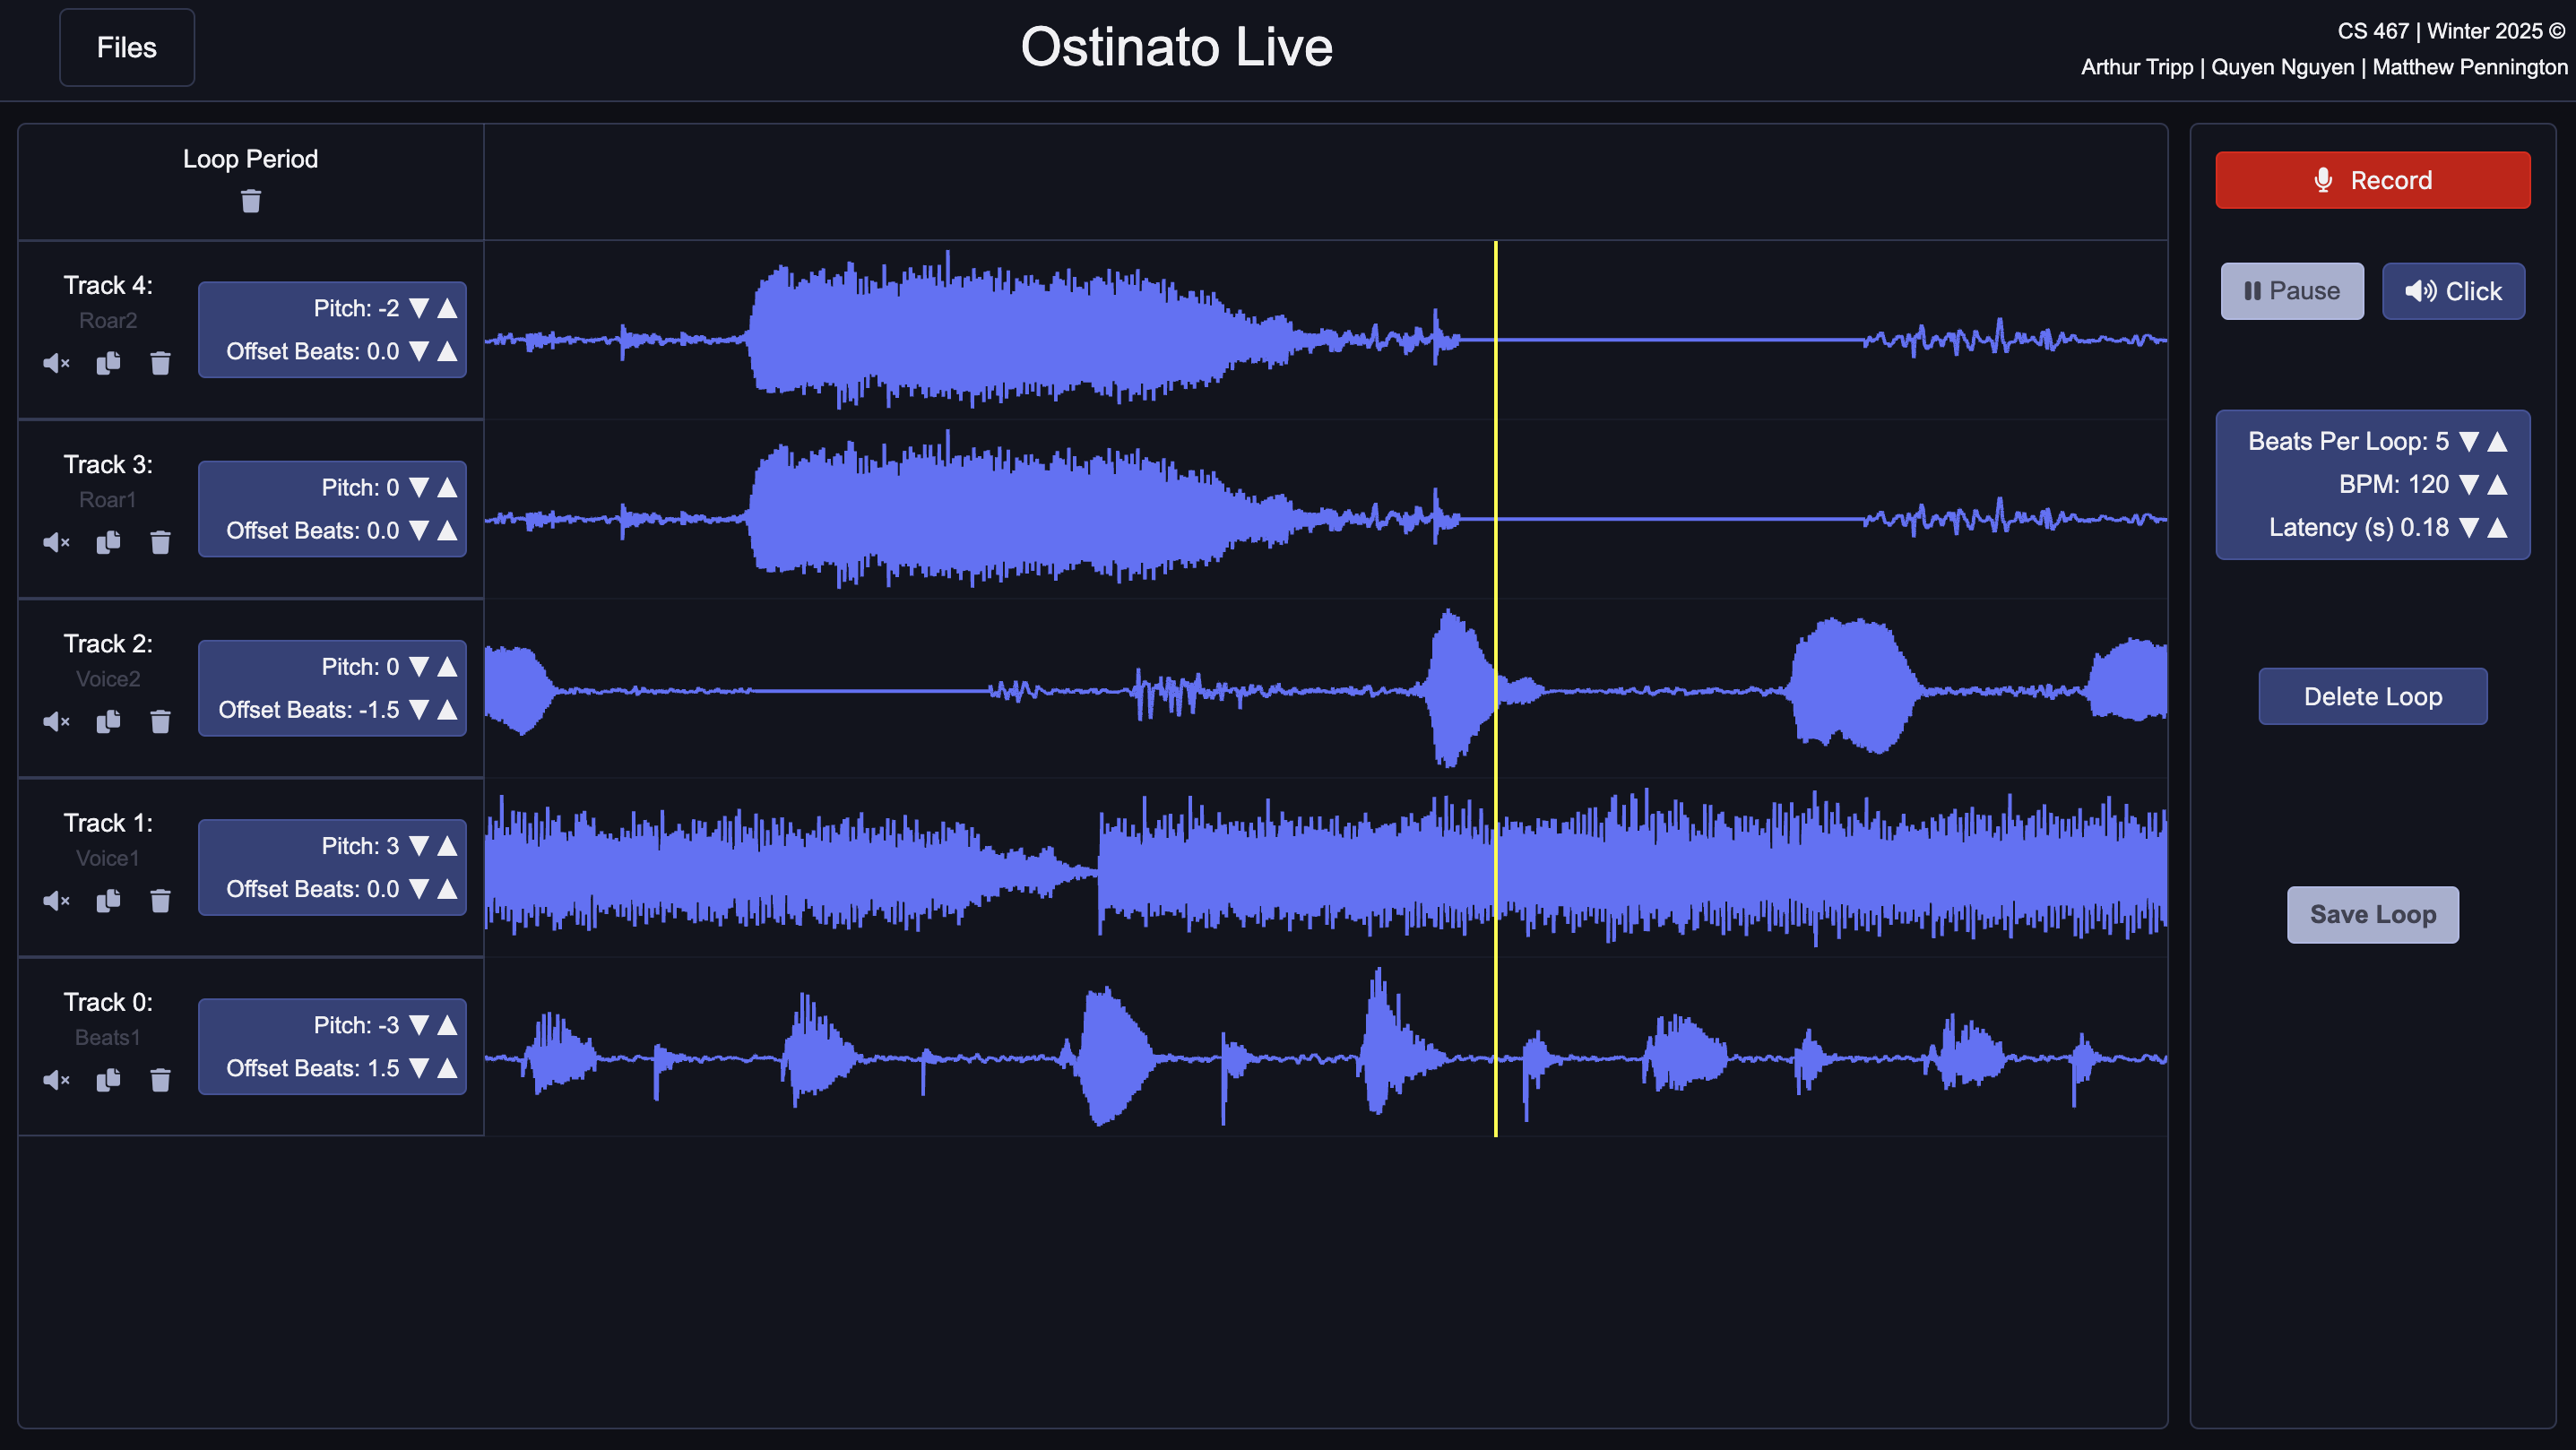 Files
Ostinato Live
CS 467 | Winter 2025 ©
Arthur Tripp | Quyen Nguyen | Matthew Pennington
Loop Period
Track 4:
Roar2
Pitch: -2 ▼▲
Offset Beats: 0.0 ▼▲
Track 3:
Roar1
Pitch: 0 ▼▲
Offset Beats: 0.0 ▼▲
Track 2:
Voice2
Pitch: 0 ▼▲
Offset Beats: -1.5 ▼▲
Track 1:
Voice1
Pitch: 3 ▼▲
Offset Beats: 0.0 ▼▲
Track 0:
Beats1
Pitch: -3 ▼▲
Offset Beats: 1.5 ▼▲
Record
Pause
Click
Beats Per Loop: 5 ▼▲
BPM: 120 ▼▲
Latency (s) 0.18 ▼▲
Delete Loop
Save Loop